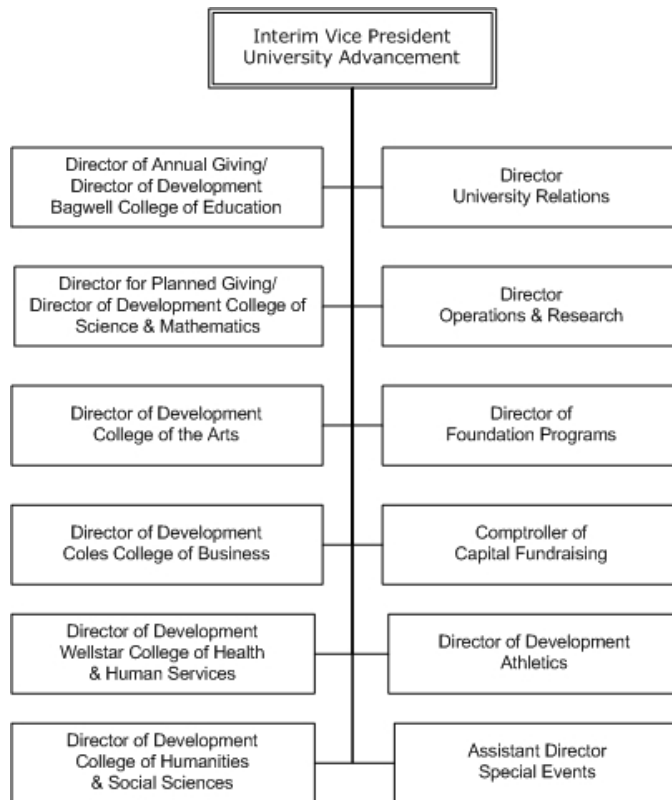 Interim Vice President
University Advancement
Director of Annual Giving/
Director of Development
Bagwell College of Education
Director
University Relations
Director for Planned Giving/
Director of Development College of
Science & Mathematics
Director
Operations & Research
Director of Development
College of the Arts
Director of
Foundation Programs
Director of Development
Coles College of Business
Comptroller of
Capital Fundraising
Director of Development
Wellstar College of Health
& Human Services
Director of Development
Athletics
Director of Development
College of Humanities
& Social Sciences
Assistant Director
Special Events